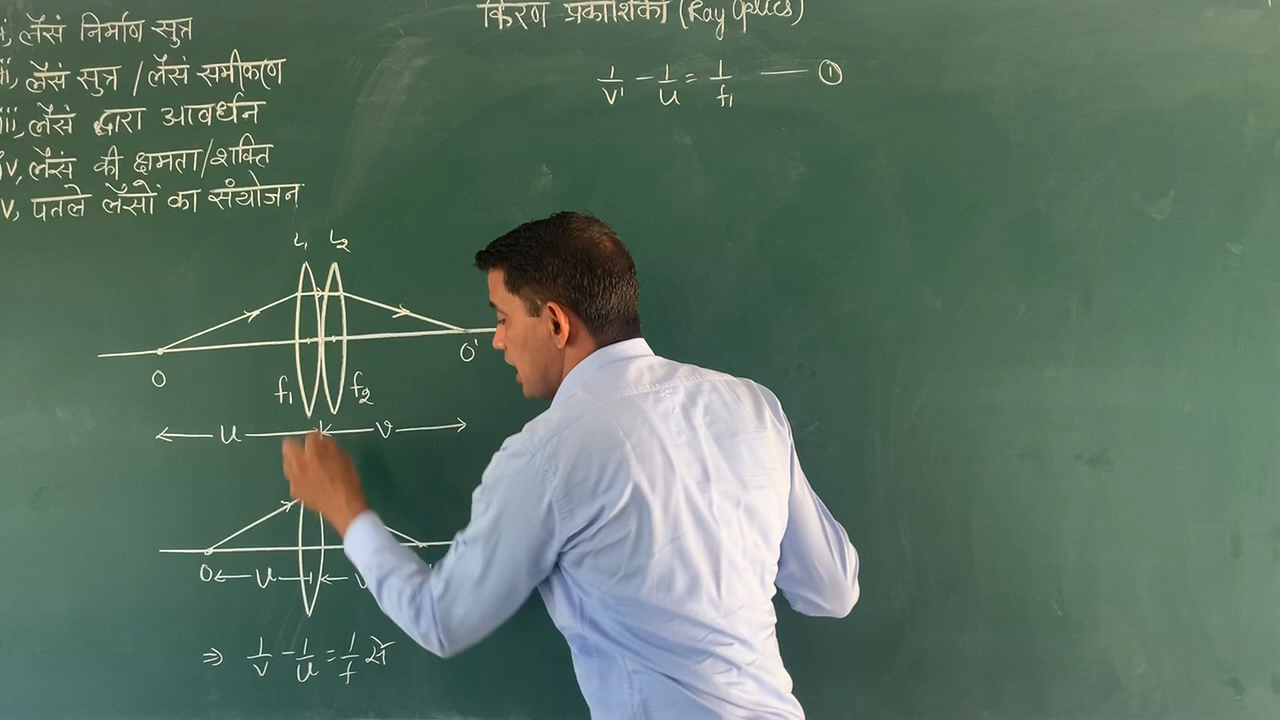 किरण प्रकाशिकी (Ray Optics)
i, लेंस निर्माण सुत्र
ii, लेंस सुत्र / लेंस समीकरण
iii, लेंस द्वारा आवर्धन
iv, लेंस की क्षमता/शक्ति
v, पतले लेंसों का संयोजन
1/v' - 1/u = 1/f₁ — ①
L₁ L₂
O O'
f₁ f₂
u v
O u
⇒ 1/v - 1/u = 1/f से